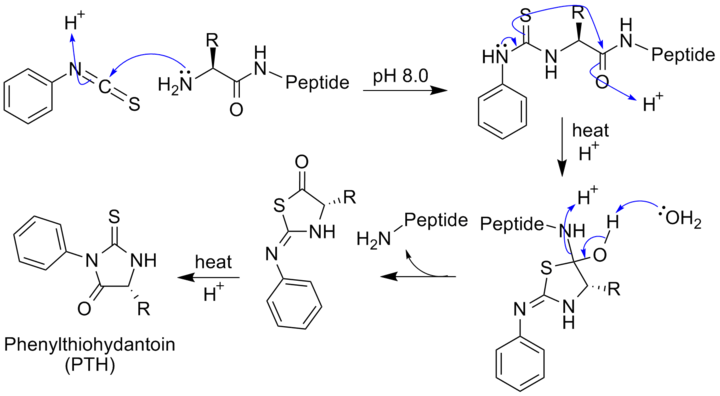 H+
N
C
S
H2N
R
O
H
N
Peptide
pH 8.0
S
HN
N
H
R
O
H
N
Peptide
H+
heat
H+
H+
Peptide
NH
H
O
OH2
S
R
N
N
H
H2N
Peptide
O
S
R
NH
N
heat
H+
S
N
NH
O
R
Phenylthiohydantoin
(PTH)